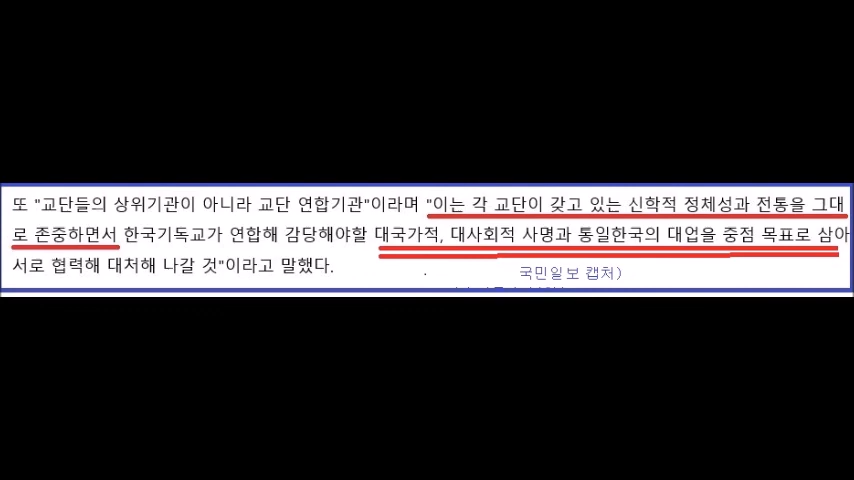 또 "교단들의 상위기관이 아니라 교단 연합기관"이라며 "이는 각 교단이 갖고 있는 신학적 정체성과 전통을 그대
로 존중하면서 한국기독교가 연합해 감당해야할 대국가적, 대사회적 사명과 통일한국의 대업을 중점 목표로 삼아
서로 협력해 대처해 나갈 것"이라고 말했다.
국민일보 캡처)